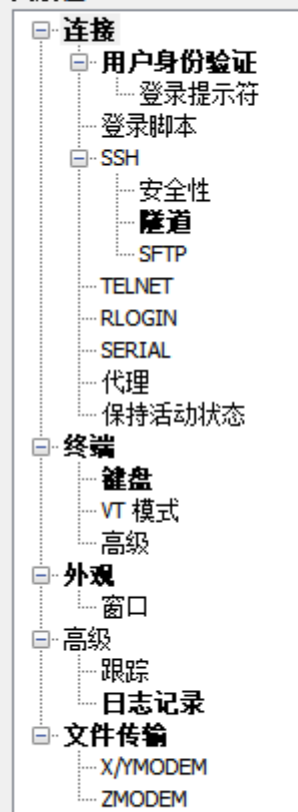 连接
用户身份验证
登录提示符
登录脚本
SSH
安全性
隧道
SFTP
TELNET
RLOGIN
SERIAL
代理
保持活动状态
终端
键盘
VT 模式
高级
外观
窗口
高级
跟踪
日志记录
文件传输
X/YMODEM
ZMODEM